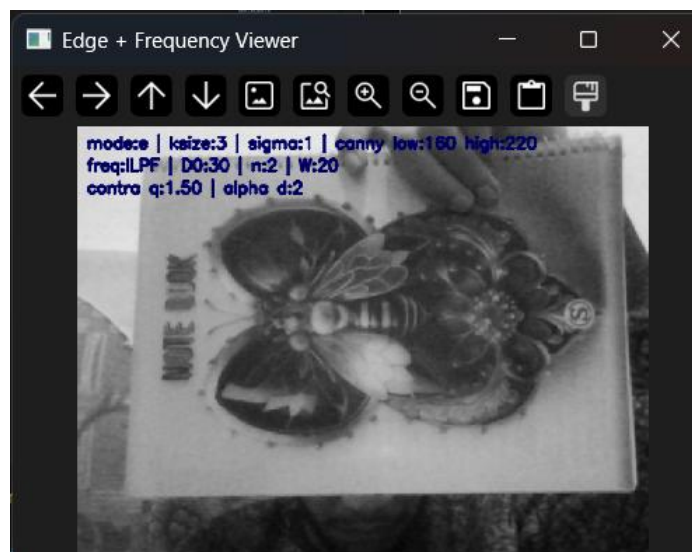 Edge + Frequency Viewer
mode:e | ksize:3 | sigma:1 | canny low:160 high:220
freq:ILPF | D0:30 | n:2 | W:20
contra q:1.50 | alpha d:2
NOTE BOOK
S